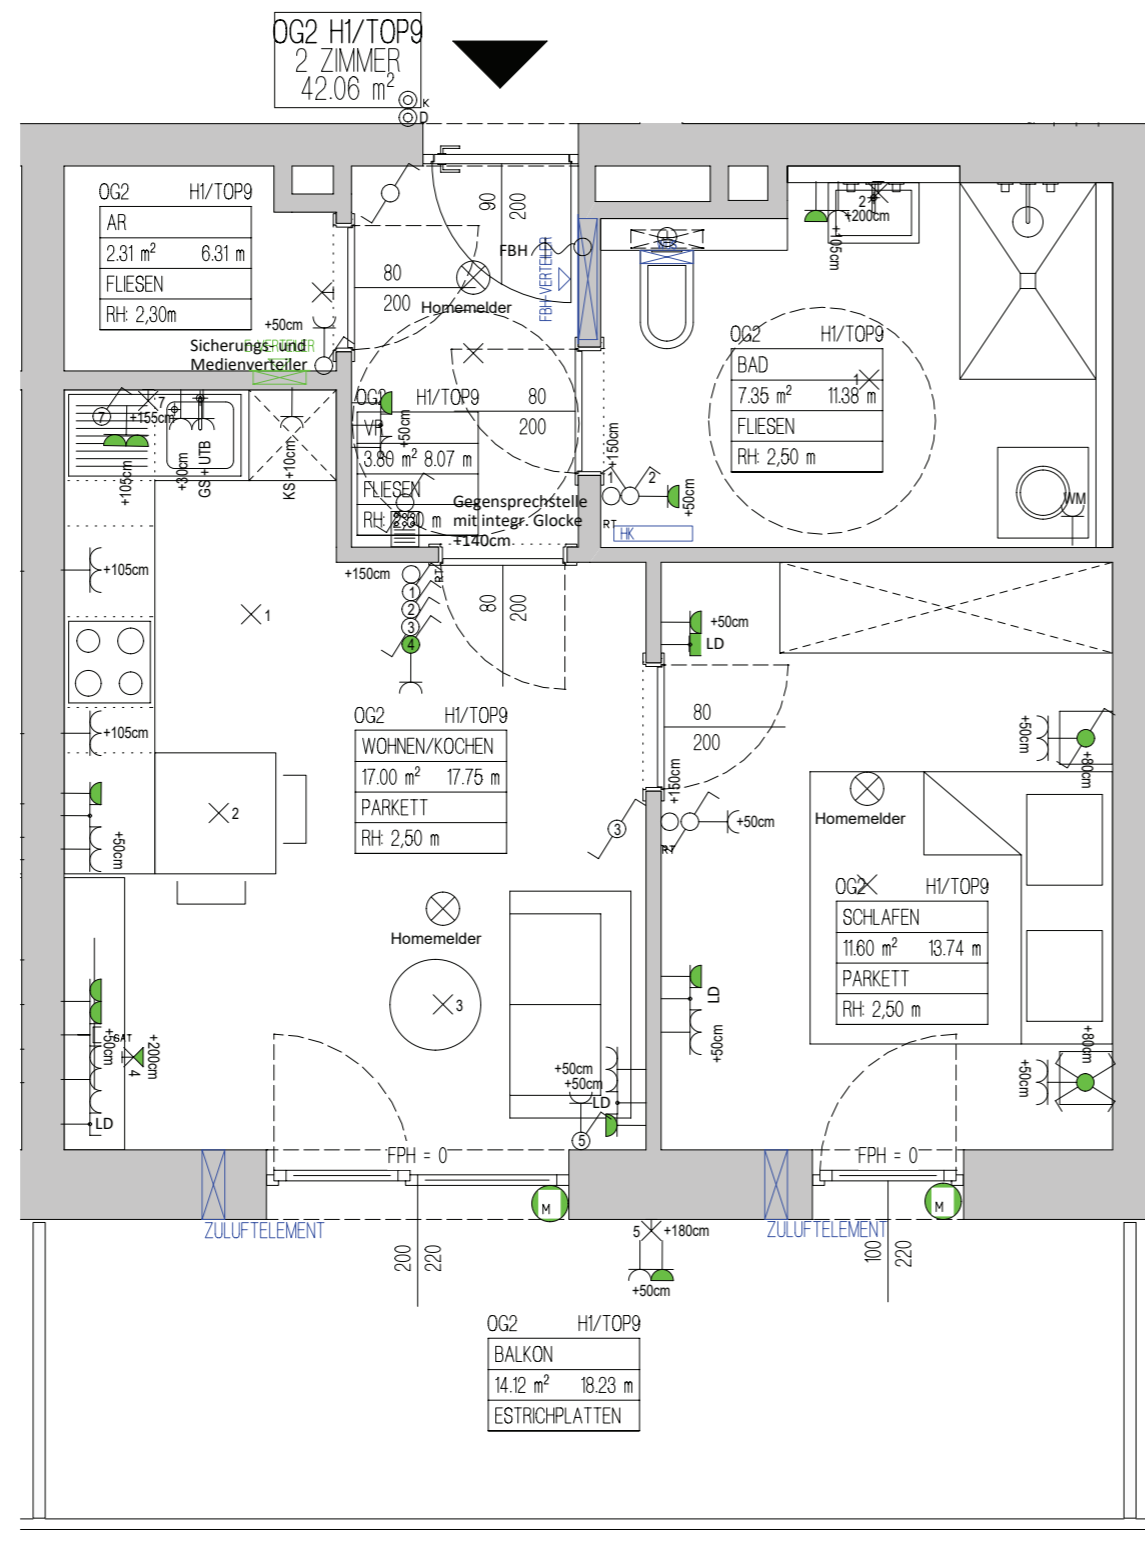 OG2 H1/TOP9
2 ZIMMER
42.06 m²
K
D
OG2 H1/TOP9
AR
2.31 m² 6.31 m
FLIESEN
RH: 2,30m
+50cm
Sicherungs- und
Medienverteiler
90
200
80
200
Homemelder
FBH
FBH-VERTEILER
2
+200cm
+105cm
OG2 H1/TOP9
BAD
7.35 m² 11.38 m
FLIESEN
RH: 2,50 m
1
OG2 H1/TOP9
VR
3.80 m² 8.07 m
FLIESEN
+50cm
80
200
Gegensprechstelle
mit integr. Glocke
+140cm
7
7
+155cm
+105cm
+30cm
GS + UTB
KS +10cm
+150cm
1
2
+50cm
RT
HK
WM
+105cm
+150cm
RT
1
2
3
4
80
200
1
+50cm
LD
+105cm
OG2 H1/TOP9
WOHNEN/KOCHEN
17.00 m² 17.75 m
PARKETT
RH: 2,50 m
80
200
+50cm
+80cm
+150cm
+50cm
RT
3
2
+50cm
Homemelder
Homemelder
OG2 H1/TOP9
SCHLAFEN
11.60 m² 13.74 m
PARKETT
RH: 2,50 m
3
LD
+50cm
+50cm
SAT
4
+200cm
LD
+50cm
+50cm
LD
5
+50cm
+80cm
FPH = 0
FPH = 0
M
M
ZULUFTELEMENT
ZULUFTELEMENT
200
220
5
+180cm
+50cm
100
220
OG2 H1/TOP9
BALKON
14.12 m² 18.23 m
ESTRICHPLATTEN